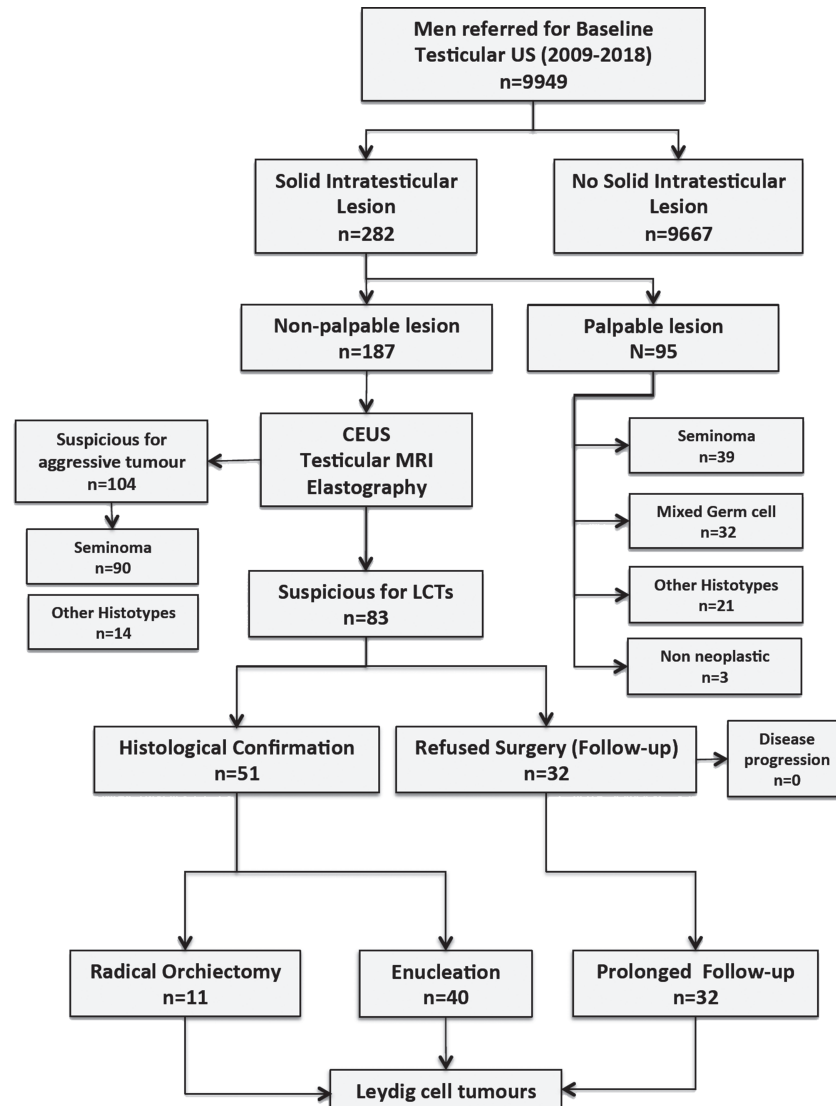 Men referred for Baseline
Testicular US (2009-2018)
n=9949
Solid Intratesticular
Lesion
n=282
No Solid Intratesticular
Lesion
n=9667
Non-palpable lesion
n=187
Palpable lesion
N=95
CEUS
Testicular MRI
Elastography
Suspicious for
aggressive tumour
n=104
Seminoma
n=90
Other Histotypes
n=14
Seminoma
n=39
Mixed Germ cell
n=32
Other Histotypes
n=21
Non neoplastic
n=3
Suspicious for LCTs
n=83
Histological Confirmation
n=51
Refused Surgery (Follow-up)
n=32
Disease
progression
n=0
Radical Orchiectomy
n=11
Enucleation
n=40
Prolonged Follow-up
n=32
Leydig cell tumours